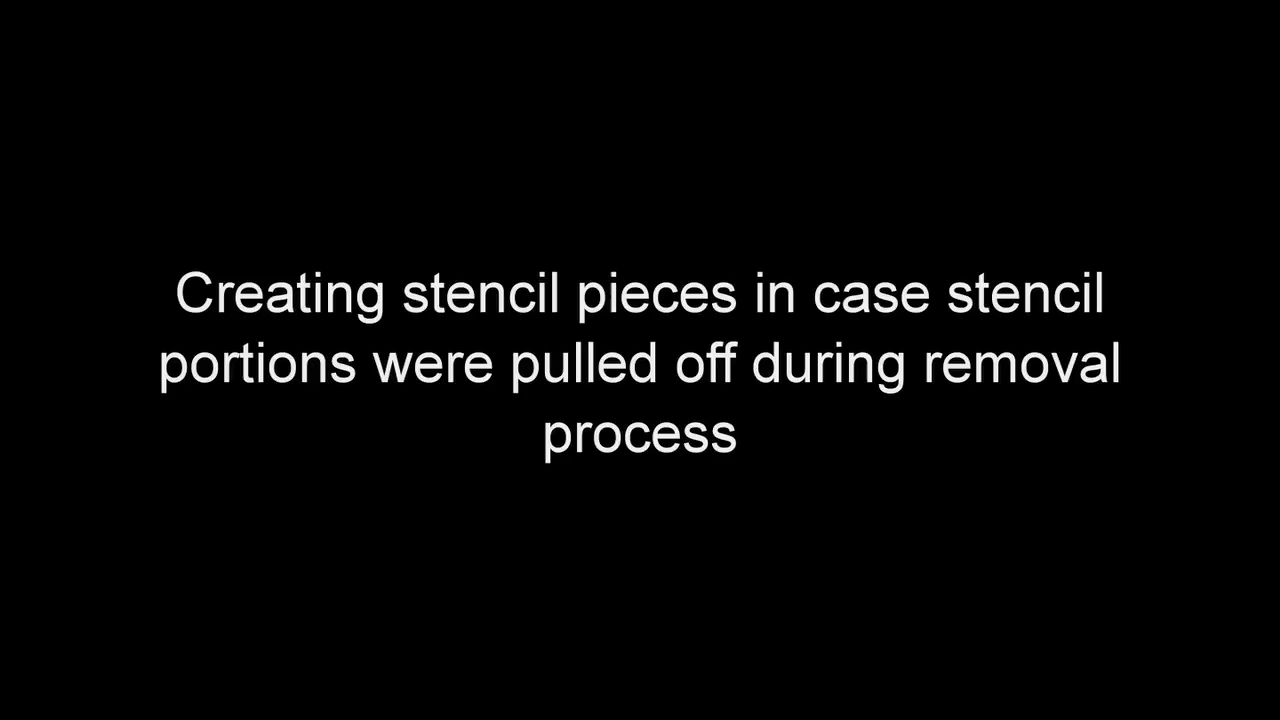 Creating stencil pieces in case stencil
portions were pulled off during removal
process